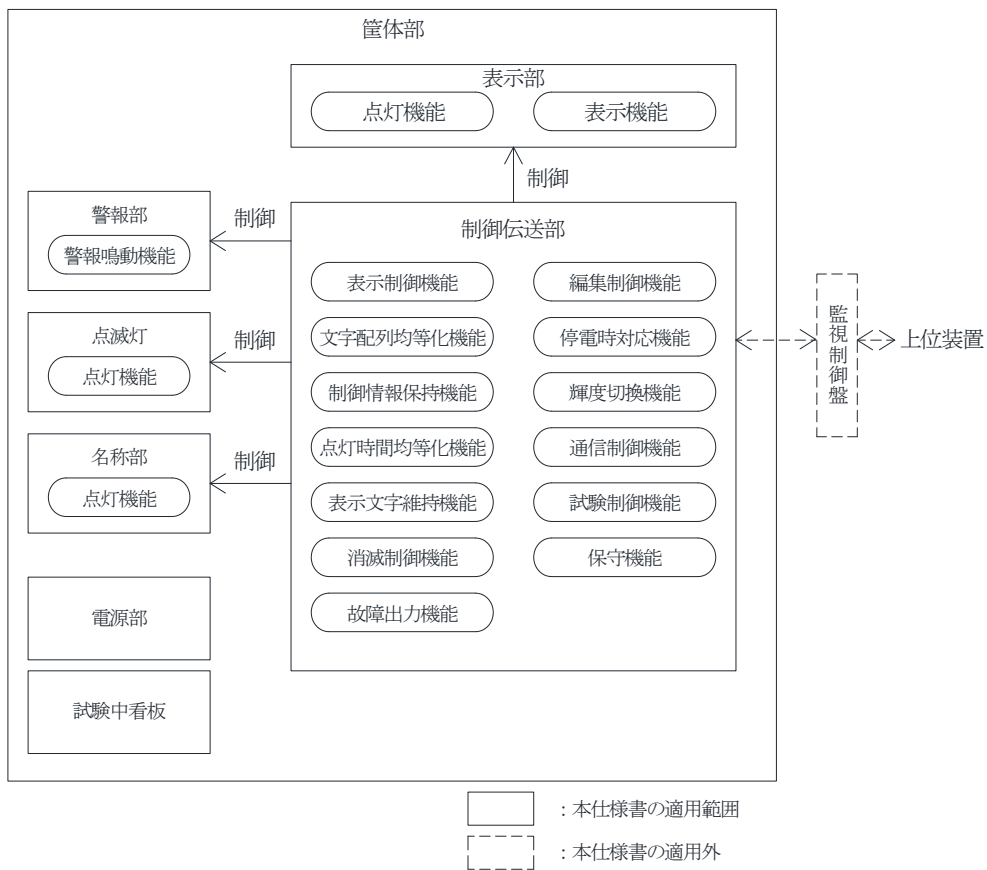 筐体部
表示部
点灯機能
表示機能
制御
警報部
警報鳴動機能
制御
点滅灯
点灯機能
制御
名称部
点灯機能
制御
電源部
試験中看板
制御伝送部
表示制御機能
編集制御機能
文字配列均等化機能
停電時対応機能
制御情報保持機能
輝度切換機能
点灯時間均等化機能
通信制御機能
表示文字維持機能
試験制御機能
消滅制御機能
保守機能
故障出力機能
監視制御盤
上位装置
:本仕様書の適用範囲
:本仕様書の適用外